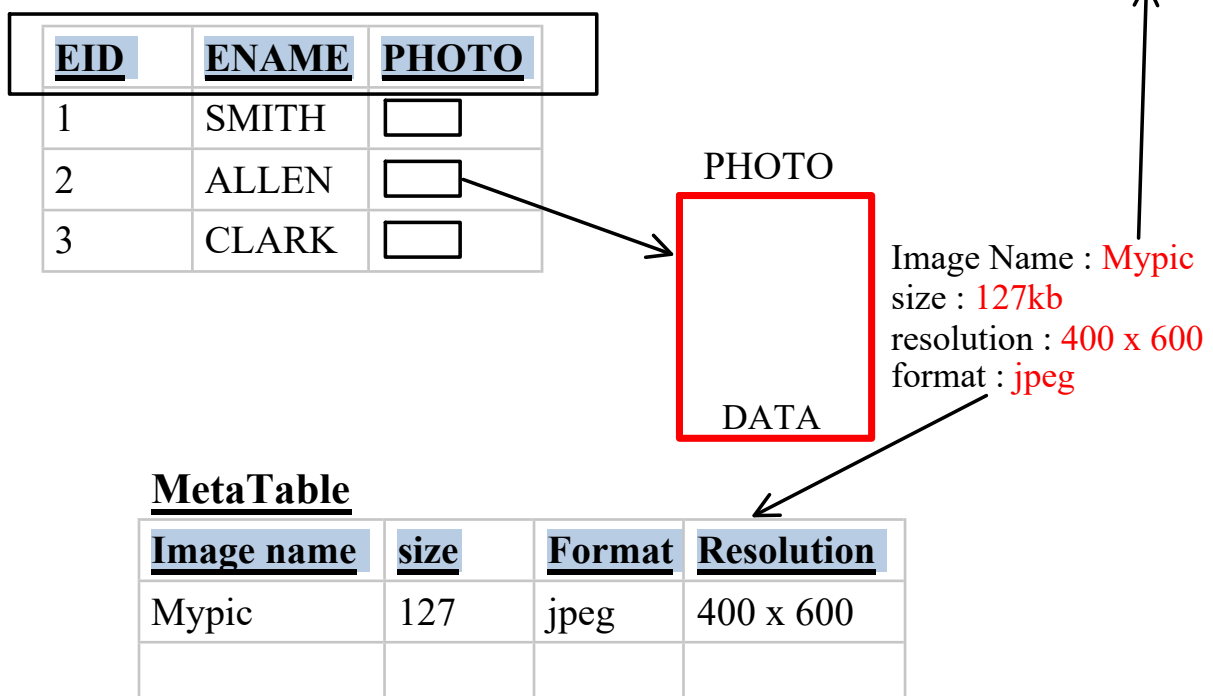 EID ENAME PHOTO
1 SMITH
2 ALLEN
3 CLARK
PHOTO
DATA
Image Name : Mypic
size : 127kb
resolution : 400 x 600
format : jpeg
MetaTable
Image name size Format Resolution
Mypic 127 jpeg 400 x 600